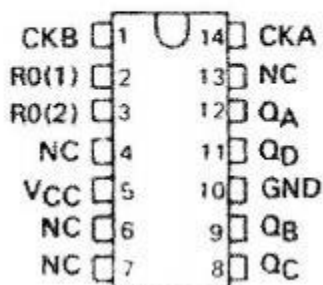 CKB 1 14 CKA
R0(1) 2 13 NC
R0(2) 3 12 QA
NC 4 11 QD
VCC 5 10 GND
NC 6 9 QB
NC 7 8 QC